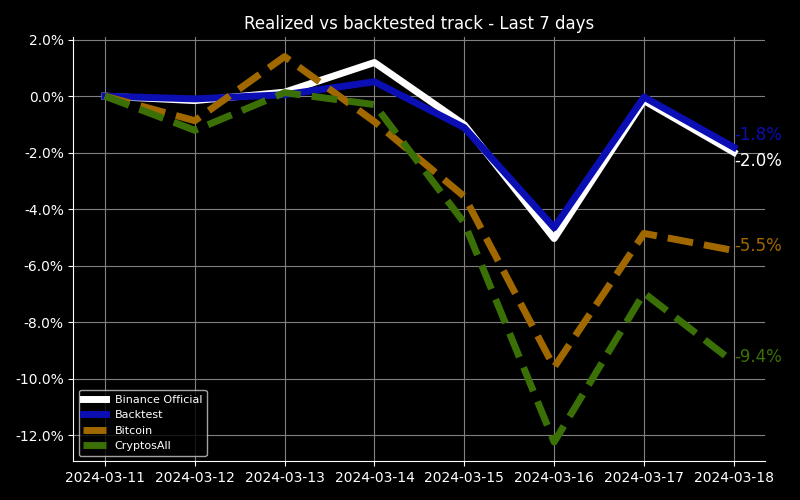 Realized vs backtested track - Last 7 days
2.0%
0.0%
-2.0%
-4.0%
-6.0%
-8.0%
-10.0%
-12.0%
-1.8%
-2.0%
-5.5%
-9.4%
Binance Official
Backtest
Bitcoin
CryptosAll
2024-03-11 2024-03-12 2024-03-13 2024-03-14 2024-03-15 2024-03-16 2024-03-17 2024-03-18